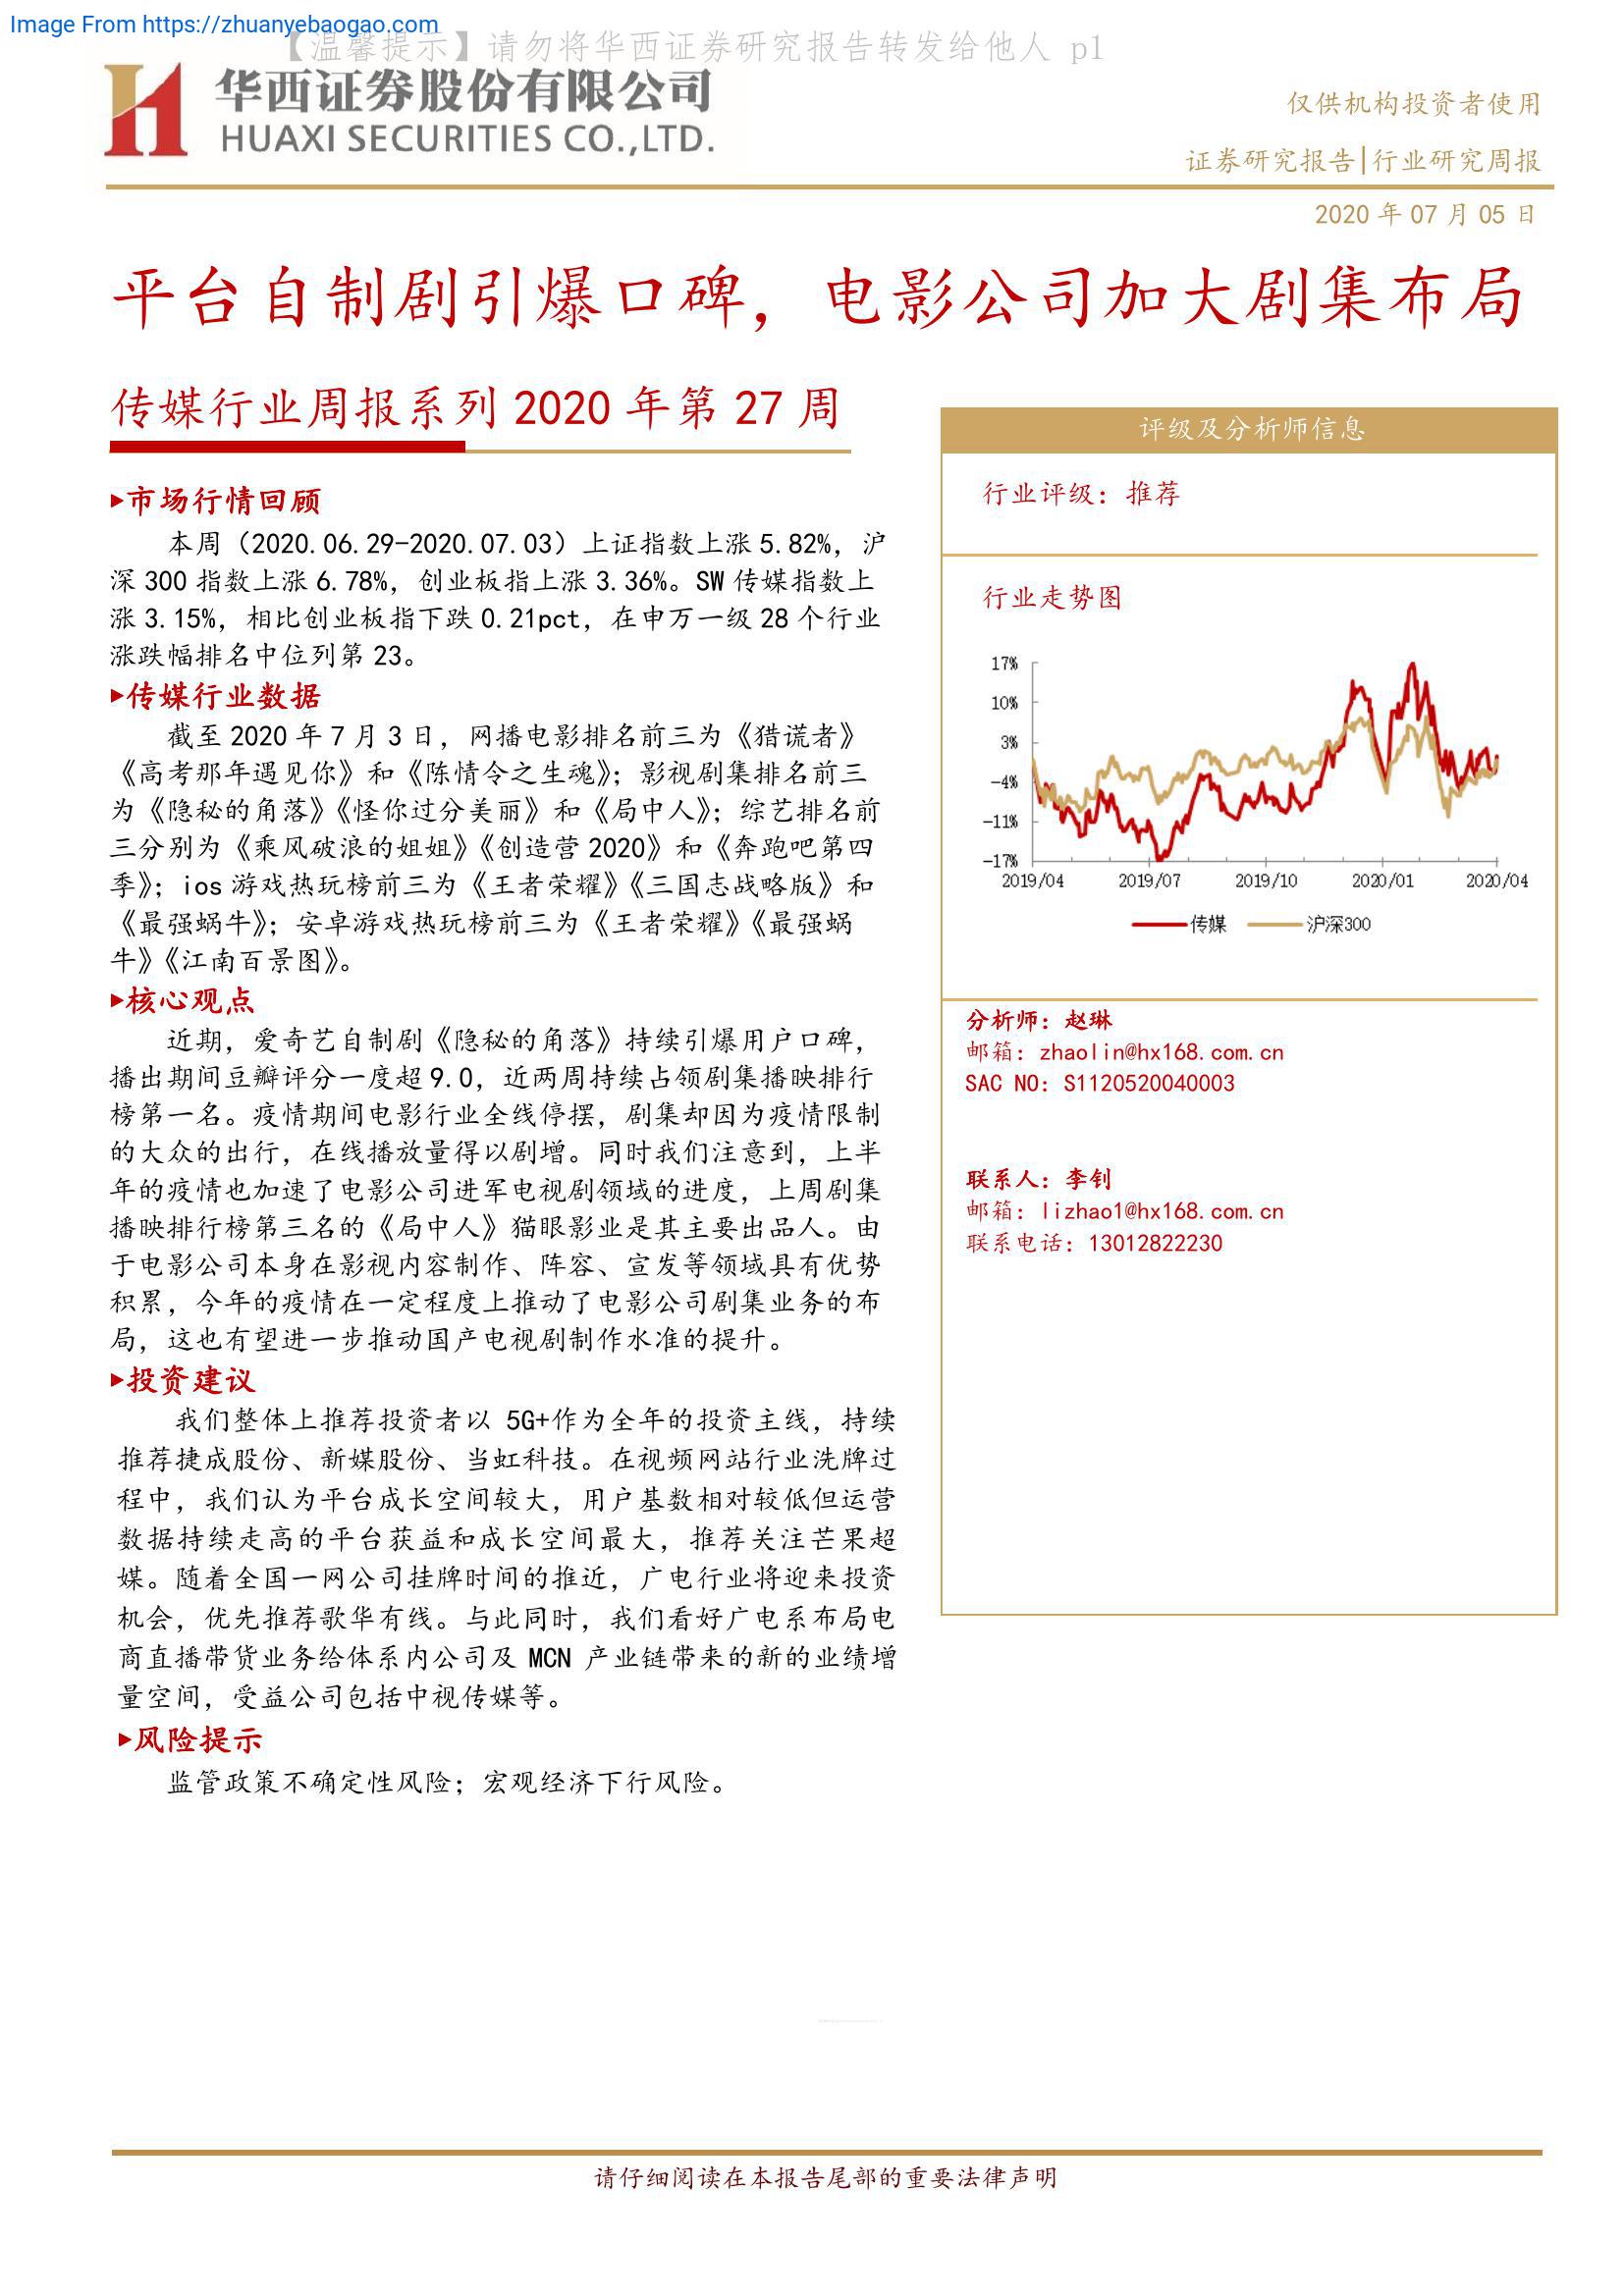 Image From https://zhuanyebaogao.com
【温馨提示】请勿将华西证券研究报告转发给他人 p1
华西证券股份有限公司
HUAXI SECURITIES CO.,LTD.
仅供机构投资者使用
证券研究报告|行业研究周报
2020 年 07 月 05 日
平台自制剧引爆口碑，电影公司加大剧集布局
传媒行业周报系列 2020 年第 27 周
▸市场行情回顾
本周（2020.06.29-2020.07.03）上证指数上涨 5.82%，沪
深 300 指数上涨 6.78%，创业板指上涨 3.36%。SW 传媒指数上
涨 3.15%，相比创业板指下跌 0.21pct，在申万一级 28 个行业
涨跌幅排名中位列第 23。
▸传媒行业数据
截至 2020 年 7 月 3 日，网播电影排名前三为《猎谎者》
《高考那年遇见你》和《陈情令之生魂》；影视剧集排名前三
为《隐秘的角落》《怪你过分美丽》和《局中人》；综艺排名前
三分别为《乘风破浪的姐姐》《创造营 2020》和《奔跑吧第四
季》；ios 游戏热玩榜前三为《王者荣耀》《三国志战略版》和
《最强蜗牛》；安卓游戏热玩榜前三为《王者荣耀》《最强蜗
牛》《江南百景图》。
▸核心观点
近期，爱奇艺自制剧《隐秘的角落》持续引爆用户口碑，
播出期间豆瓣评分一度超 9.0，近两周持续占领剧集播映排行
榜第一名。疫情期间电影行业全线停摆，剧集却因为疫情限制
的大众的出行，在线播放量得以剧增。同时我们注意到，上半
年的疫情也加速了电影公司进军电视剧领域的进度，上周剧集
播映排行榜第三名的《局中人》猫眼影业是其主要出品人。由
于电影公司本身在影视内容制作、阵容、宣发等领域具有优势
积累，今年的疫情在一定程度上推动了电影公司剧集业务的布
局，这也有望进一步推动国产电视剧制作水准的提升。
▸投资建议
我们整体上推荐投资者以 5G+作为全年的投资主线，持续
推荐捷成股份、新媒股份、当虹科技。在视频网站行业洗牌过
程中，我们认为平台成长空间较大，用户基数相对较低但运营
数据持续走高的平台获益和成长空间最大，推荐关注芒果超
媒。随着全国一网公司挂牌时间的推近，广电行业将迎来投资
机会，优先推荐歌华有线。与此同时，我们看好广电系布局电
商直播带货业务给体系内公司及 MCN 产业链带来的新的业绩增
量空间，受益公司包括中视传媒等。
▸风险提示
监管政策不确定性风险；宏观经济下行风险。
评级及分析师信息
行业评级：推荐
行业走势图
17%
10%
3%
-4%
-11%
-17%
2019/04 2019/07 2019/10 2020/01 2020/04
传媒 沪深300
分析师：赵琳
邮箱：zhaolin@hx168.com.cn
SAC NO：S1120520040003
联系人：李钊
邮箱：lizhao1@hx168.com.cn
联系电话：13012822230
请仔细阅读在本报告尾部的重要法律声明